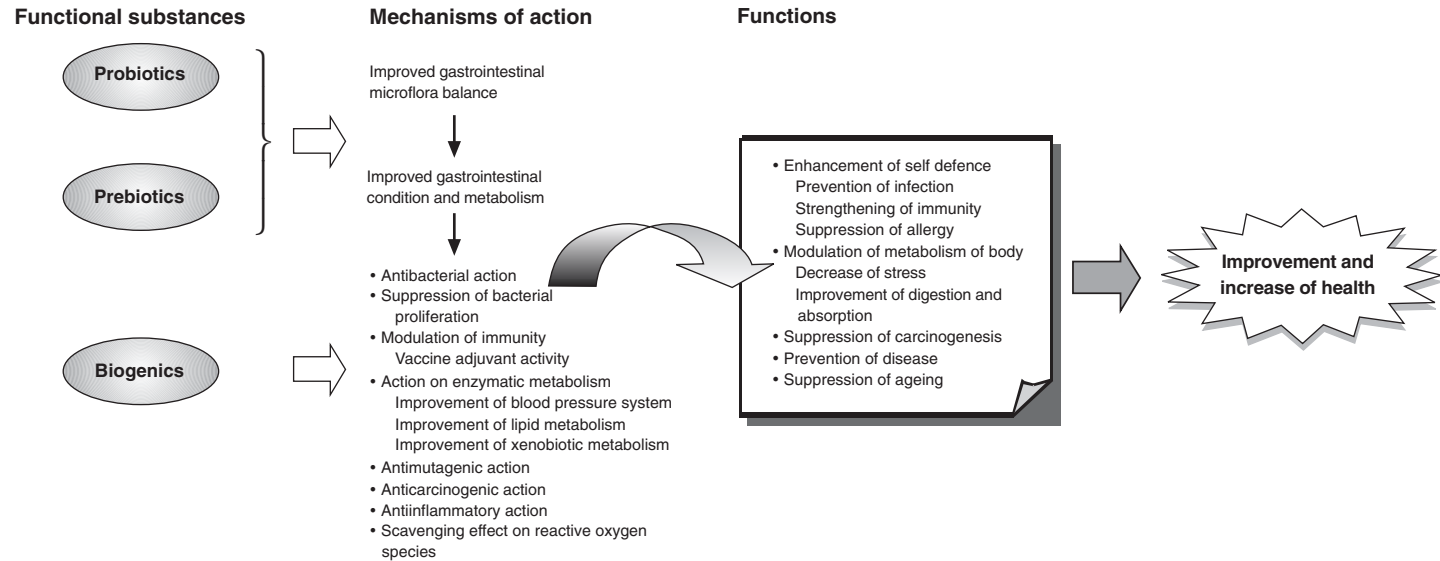 Functional substances
Probiotics
Prebiotics
Biogenics
Mechanisms of action
Improved gastrointestinal
microflora balance
Improved gastrointestinal
condition and metabolism
• Antibacterial action
• Suppression of bacterial
proliferation
• Modulation of immunity
Vaccine adjuvant activity
• Action on enzymatic metabolism
Improvement of blood pressure system
Improvement of lipid metabolism
Improvement of xenobiotic metabolism
• Antimutagenic action
• Anticarcinogenic action
• Antiinflammatory action
• Scavenging effect on reactive oxygen
species
Functions
• Enhancement of self defence
Prevention of infection
Strengthening of immunity
Suppression of allergy
• Modulation of metabolism of body
Decrease of stress
Improvement of digestion and
absorption
• Suppression of carcinogenesis
• Prevention of disease
• Suppression of ageing
Improvement and
increase of health